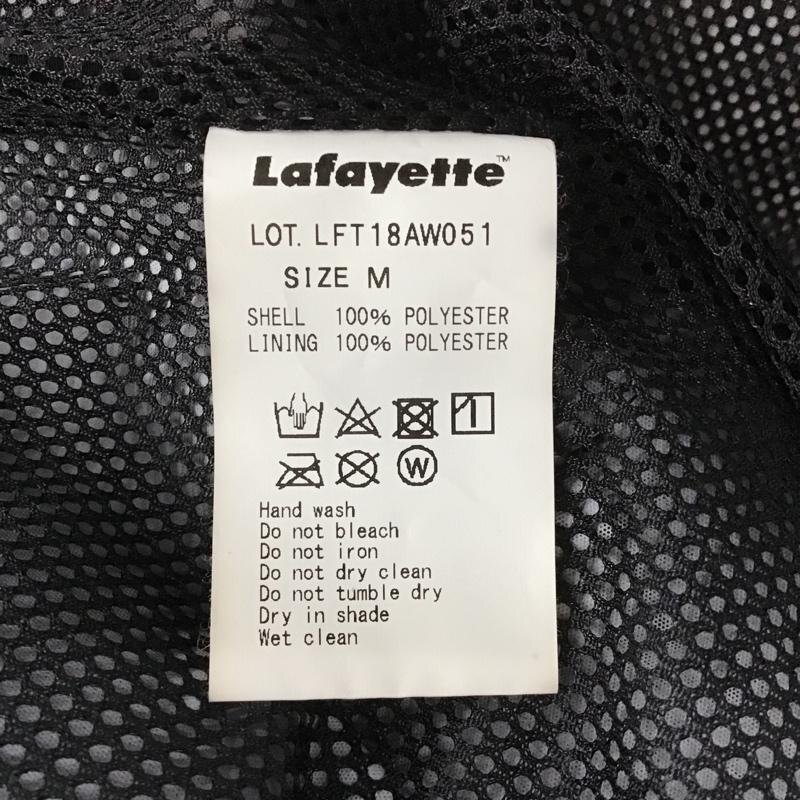 Lafayette™
LOT. LFT18AW051
SIZE M
SHELL 100% POLYESTER
LINING 100% POLYESTER
W
Hand wash
Do not bleach
Do not iron
Do not dry clean
Do not tumble dry
Dry in shade
Wet clean